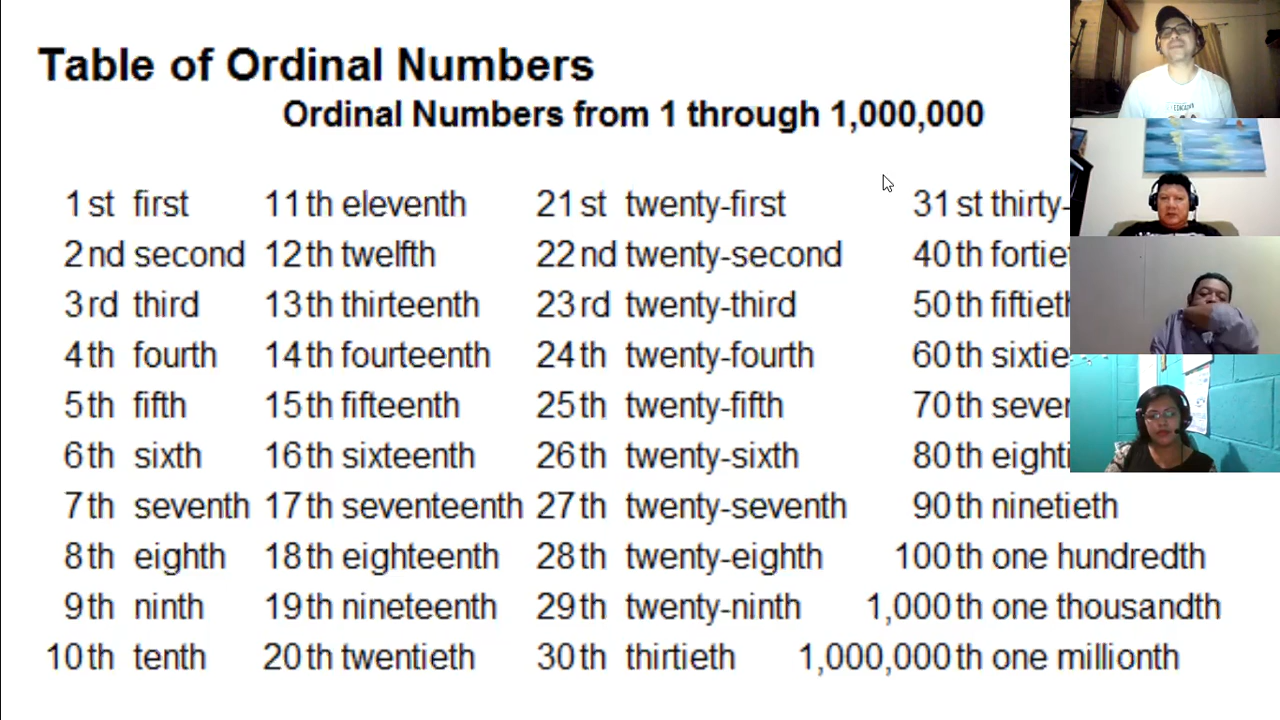 Table of Ordinal Numbers
Ordinal Numbers from 1 through 1,000,000
1st first 11th eleventh 21st twenty-first 31st thirty-
2nd second 12th twelfth 22nd twenty-second 40th
3rd third 13th thirteenth 23rd twenty-third 50th
4th fourth 14th fourteenth 24th twenty-fourth 60th
5th fifth 15th fifteenth 25th twenty-fifth 70th
6th sixth 16th sixteenth 26th twenty-sixth 80th
7th seventh 17th seventeenth 27th twenty-seventh 90th ninetieth
8th eighth 18th eighteenth 28th twenty-eighth 100th one hundredth
9th ninth 19th nineteenth 29th twenty-ninth 1,000th one thousandth
10th tenth 20th twentieth 30th thirtieth 1,000,000th one millionth